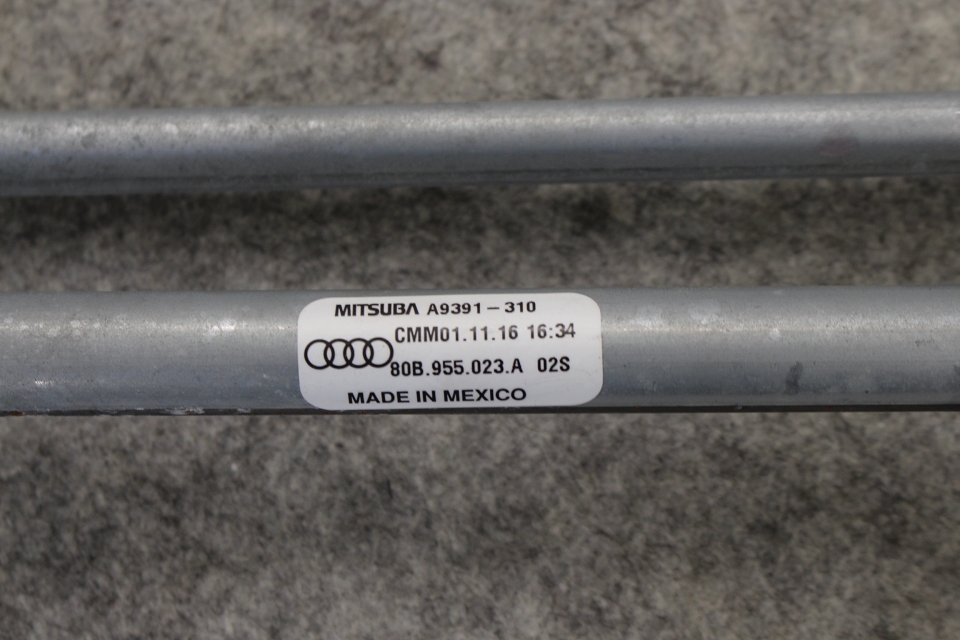 MITSUBA A9391-310
CMM01.11.16 16:34
80B.955.023.A 02S
MADE IN MEXICO